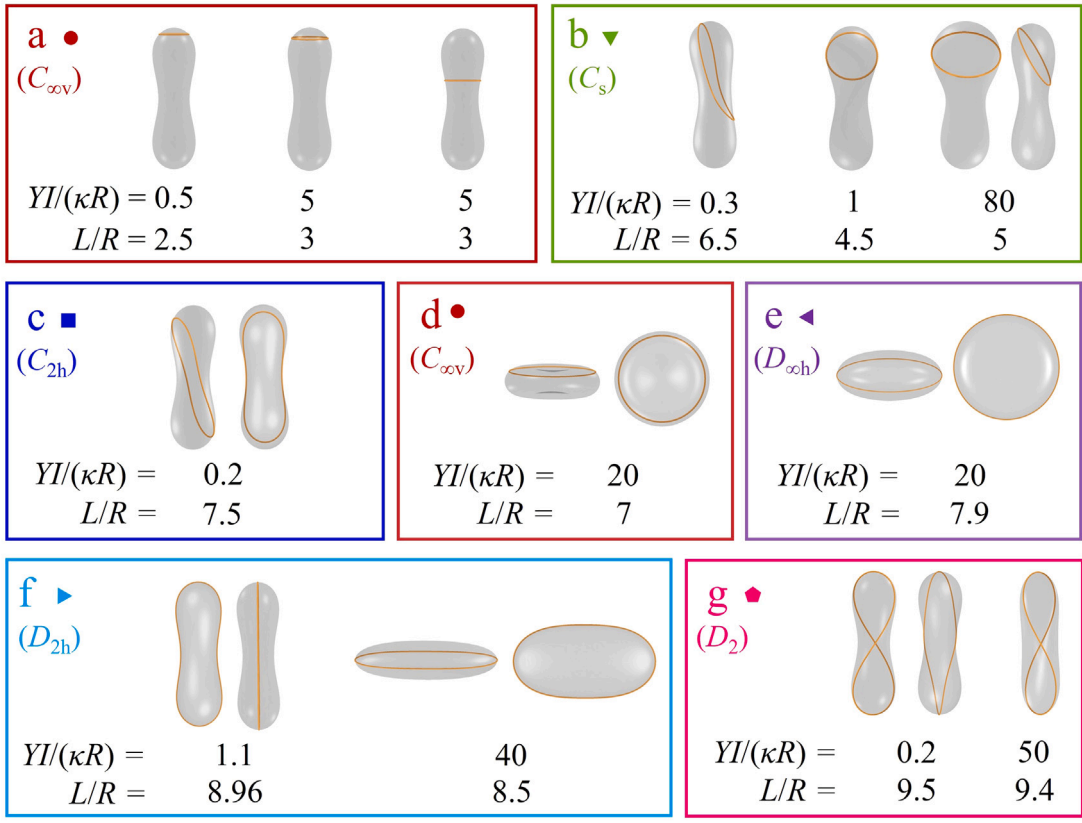 a ●
(C∞v)
YI/(κR) = 0.5 5 5
L/R = 2.5 3 3
b ▼
(Cs)
YI/(κR) = 0.3 1 80
L/R = 6.5 4.5 5
c ■
(C2h)
YI/(κR) = 0.2
L/R = 7.5
d ●
(C∞v)
YI/(κR) = 20
L/R = 7
e ◀
(D∞h)
YI/(κR) = 20
L/R = 7.9
f ▶
(D2h)
YI/(κR) = 1.1 40
L/R = 8.96 8.5
g ⬟
(D2)
YI/(κR) = 0.2 50
L/R = 9.5 9.4